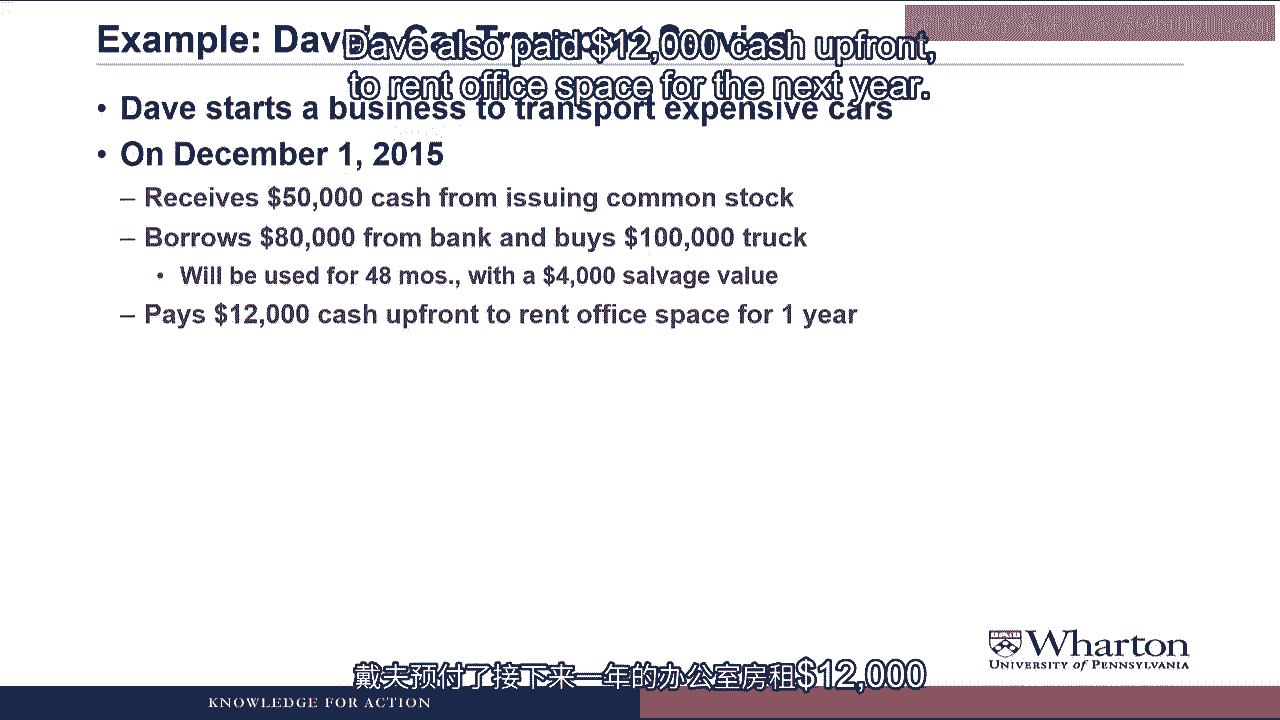 Example: Dave's Car Transport Service
Dave also paid $12,000 cash upfront,
to rent office space for the next year.
• Dave starts a business to transport expensive cars
• On December 1, 2015
– Receives $50,000 cash from issuing common stock
– Borrows $80,000 from bank and buys $100,000 truck
• Will be used for 48 mos., with a $4,000 salvage value
– Pays $12,000 cash upfront to rent office space for 1 year
Wharton
UNIVERSITY of PENNSYLVANIA
戴夫预付了接下来一年的办公室房租$12,000
KNOWLEDGE FOR ACTION